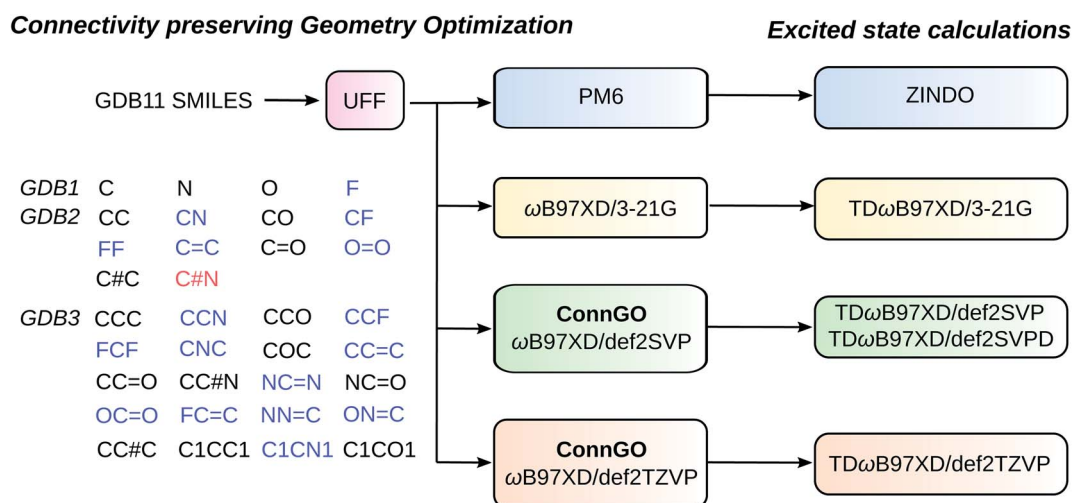 Connectivity preserving Geometry Optimization
Excited state calculations
GDB11 SMILES
UFF
PM6
ZINDO
ωB97XD/3-21G
TDωB97XD/3-21G
ConnGO
ωB97XD/def2SVP
TDωB97XD/def2SVP
TDωB97XD/def2SVPD
ConnGO
ωB97XD/def2TZVP
TDωB97XD/def2TZVP
GDB1 C N O F
GDB2 CC CN CO CF
FF C=C C=O O=O
C#C C#N
GDB3 CCC CCN CCO CCF
FCF CNC COC CC=C
CC=O CC#N NC=N NC=O
OC=O FC=C NN=C ON=C
CC#C C1CC1 C1CN1 C1CO1